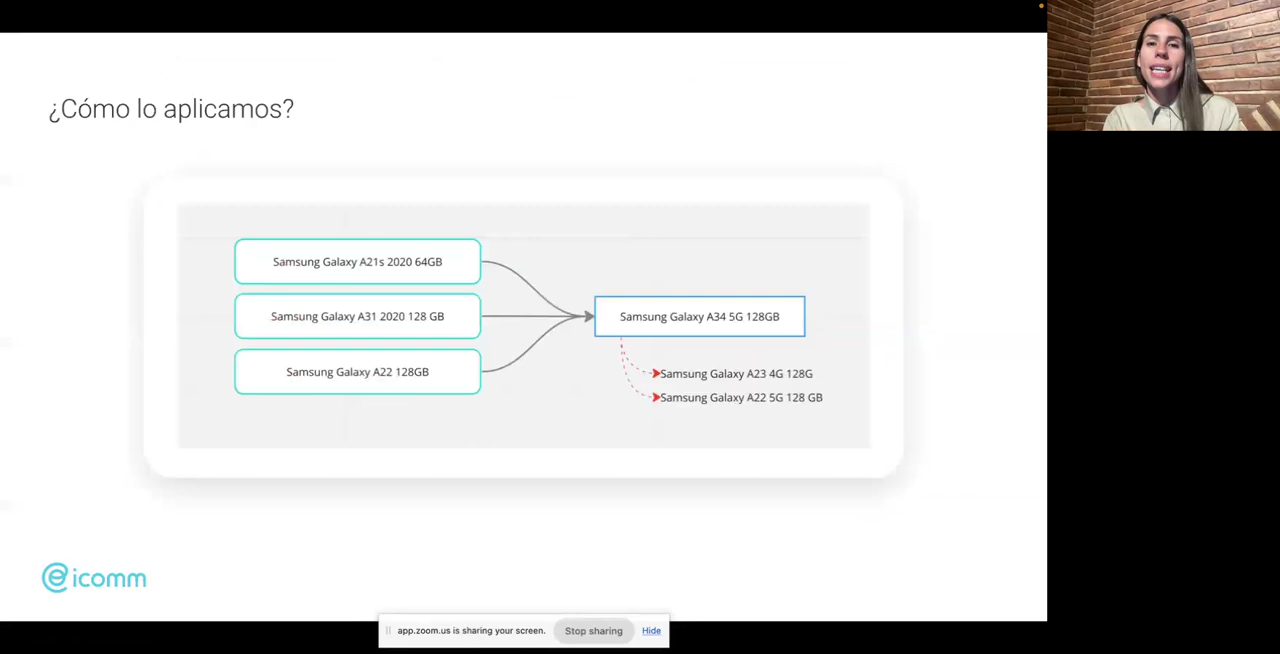 ¿Cómo lo aplicamos?
Samsung Galaxy A21s 2020 64GB
Samsung Galaxy A31 2020 128 GB
Samsung Galaxy A22 128GB
Samsung Galaxy A34 5G 128GB
Samsung Galaxy A23 4G 128G
Samsung Galaxy A22 5G 128 GB
icomm
app.zoom.us is sharing your screen.
Stop sharing
Hide